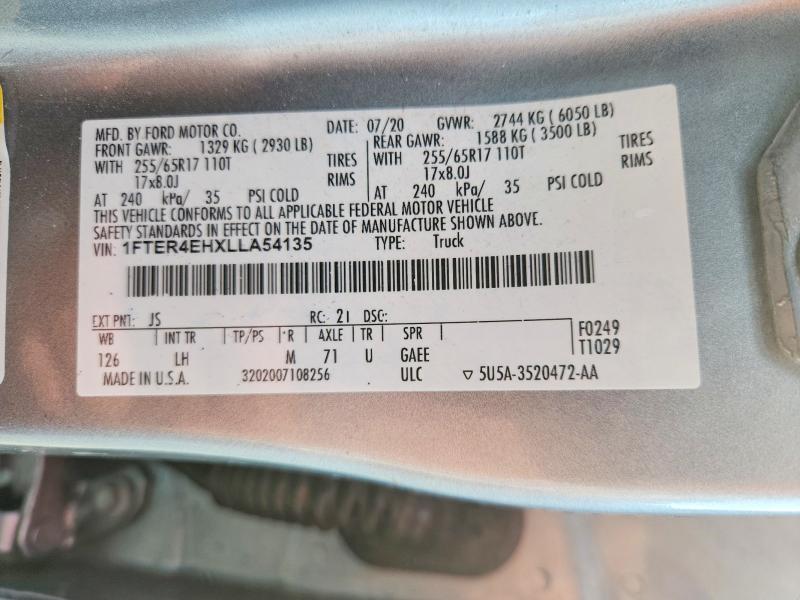 MFD. BY FORD MOTOR CO. DATE: 07/20 GVWR: 2744 KG ( 6050 LB)
FRONT GAWR: 1329 KG ( 2930 LB) REAR GAWR: 1588 KG ( 3500 LB)
WITH 255/65R17 110T TIRES WITH 255/65R17 110T TIRES
17x8.0J RIMS 17x8.0J RIMS
AT 240 kPa/ 35 PSI COLD AT 240 kPa/ 35 PSI COLD
THIS VEHICLE CONFORMS TO ALL APPLICABLE FEDERAL MOTOR VEHICLE
SAFETY STANDARDS IN EFFECT ON THE DATE OF MANUFACTURE SHOWN ABOVE.
VIN: 1FTER4EHXLLA54135 TYPE: Truck
EXT PNT: JS RC: 21 DSO:
WB INT TR TP/PS R AXLE TR SPR F0249
126 LH M 71 U GAEE T1029
MADE IN U.S.A. 3202007108256 ULC ▽ 5U5A-3520472-AA